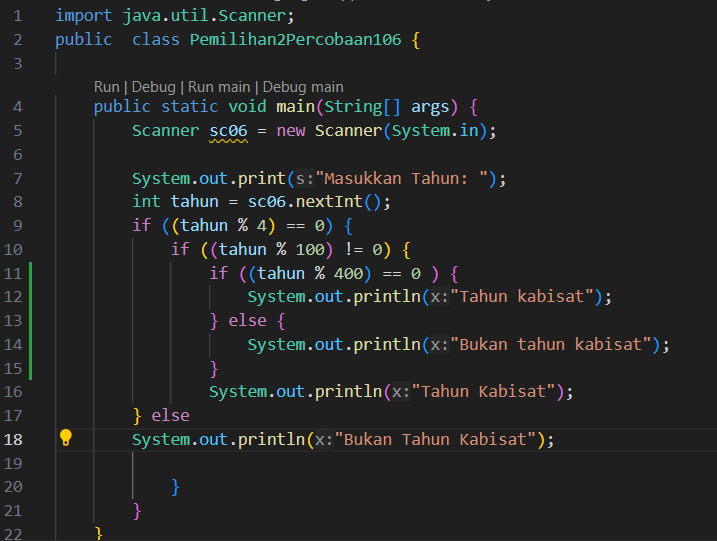 1 import java.util.Scanner;
2 public  class Pemilihan2Percobaan106 {
3
Run | Debug | Run main | Debug main
4 public static void main(String[] args) {
5 Scanner sc06 = new Scanner(System.in);
6
7 System.out.print(s:"Masukkan Tahun: ");
8 int tahun = sc06.nextInt();
9 if ((tahun % 4) == 0) {
10 if ((tahun % 100) != 0) {
11 if ((tahun % 400) == 0 ) {
12 System.out.println(x:"Tahun kabisat");
13 } else {
14 System.out.println(x:"Bukan tahun kabisat");
15 }
16 System.out.println(x:"Tahun Kabisat");
17 } else
18 System.out.println(x:"Bukan Tahun Kabisat");
19
20 }
21 }
22 }